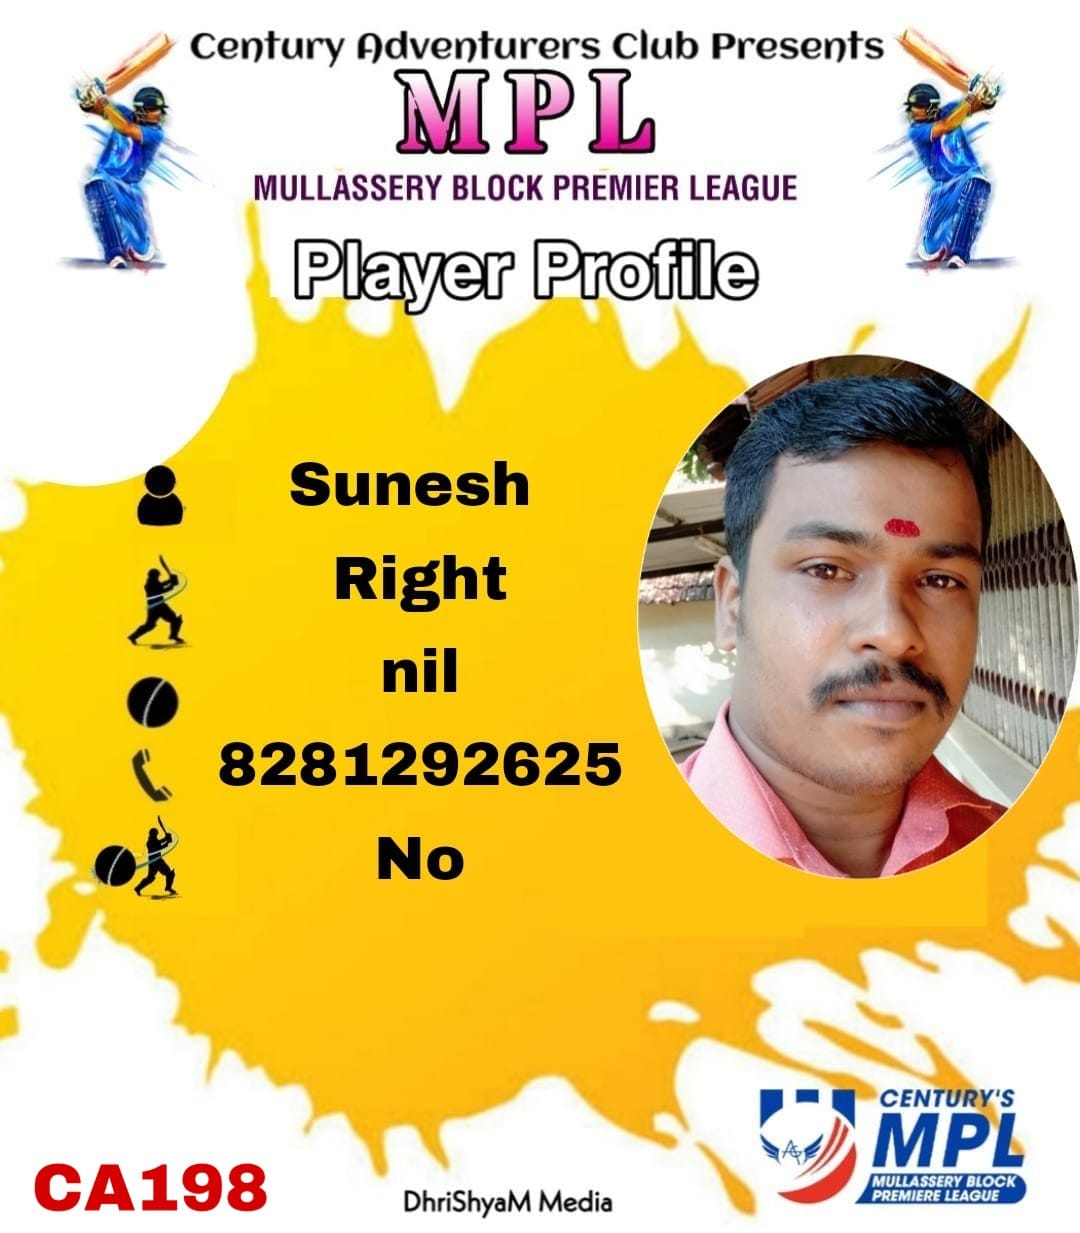 Century Adventurers Club Presents
MPL
MULLASSERY BLOCK PREMIER LEAGUE
Player Profile
Sunesh
Right
nil
8281292625
No
CENTURY'S
MPL
MULLASSERY BLOCK
PREMIERE LEAGUE
CA198
DhriShyaM Media